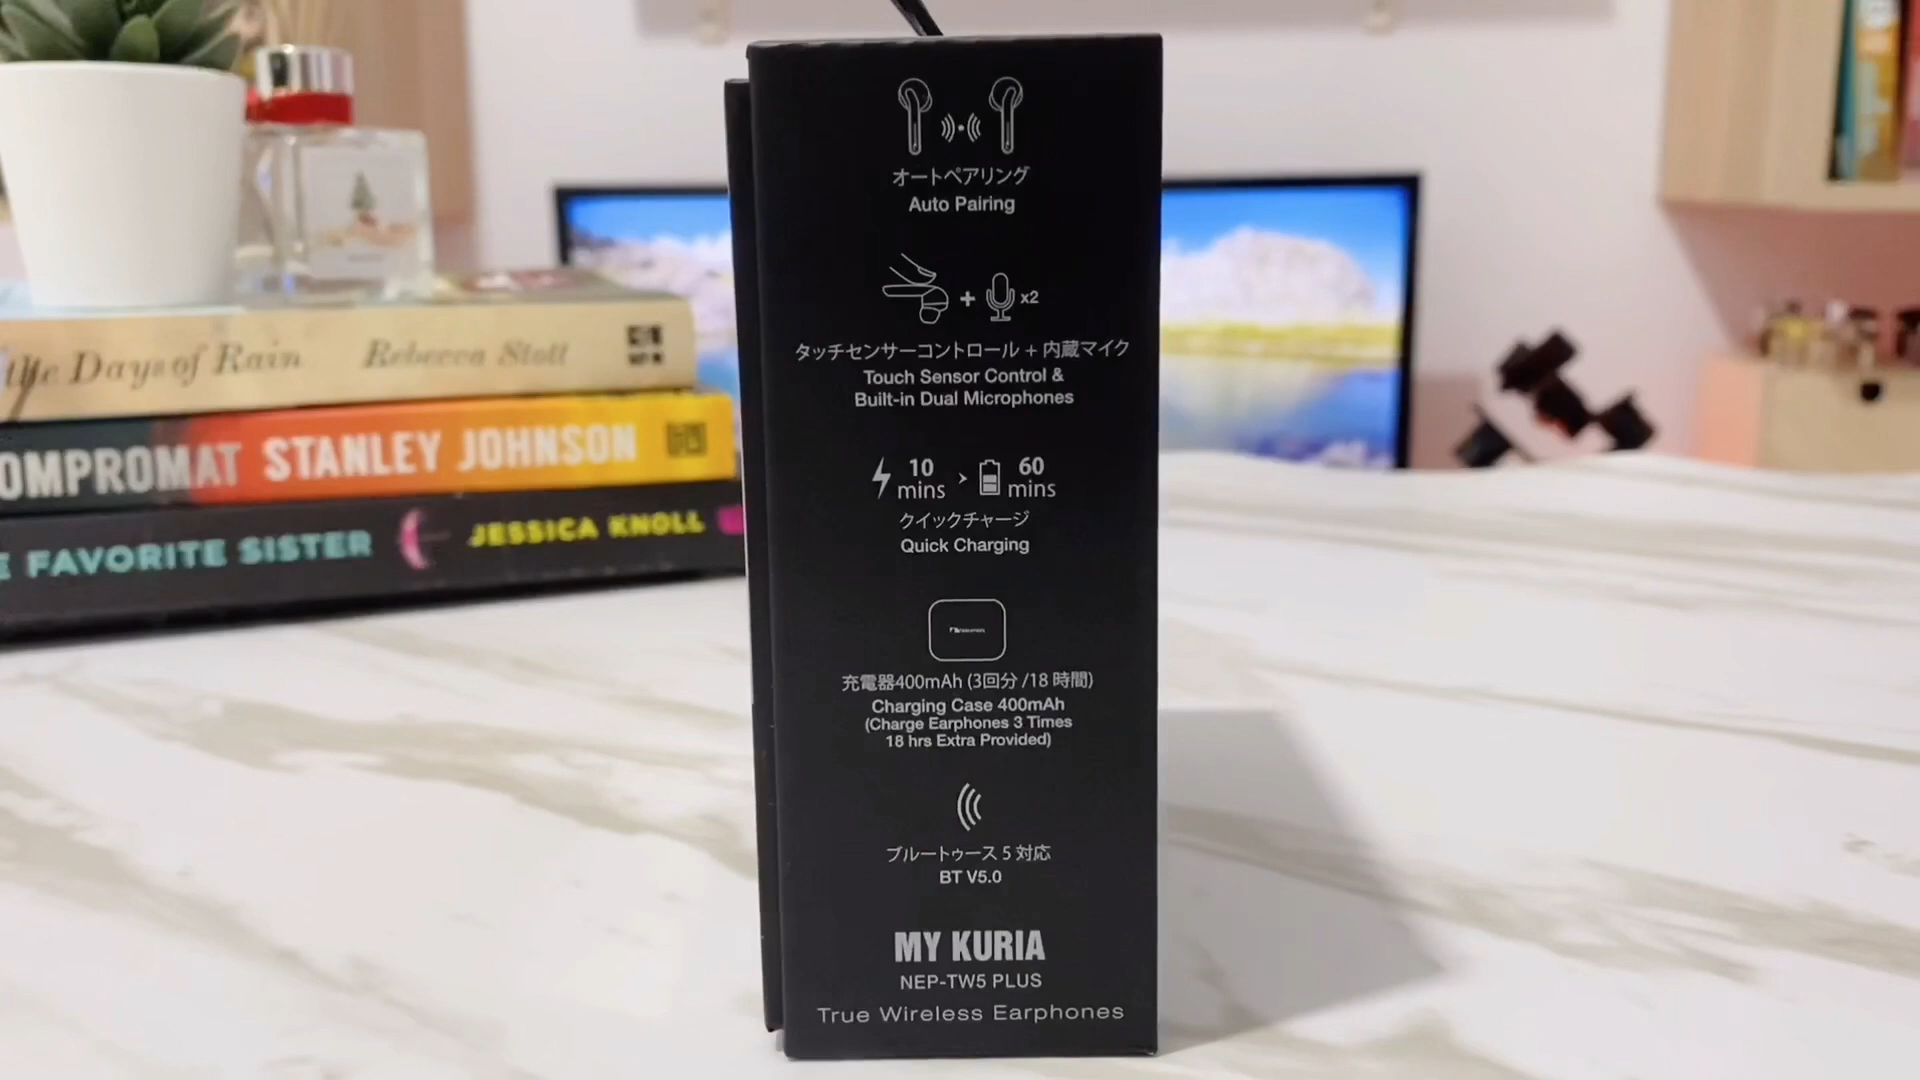 オートペアリング
Auto Pairing
+ x2
タッチセンサーコントロール + 内蔵マイク
Touch Sensor Control &
Built-in Dual Microphones
10 mins > 60 mins
クイックチャージ
Quick Charging
充電器400mAh (3回分 /18 時間)
Charging Case 400mAh
(Charge Earphones 3 Times
18 hrs Extra Provided)
ブルートゥース 5 対応
BT V5.0
MY KURIA
NEP-TW5 PLUS
True Wireless Earphones
the Days of Rain Rebecca Stott
OMPROMAT STANLEY JOHNSON
E FAVORITE SISTER JESSICA KNOLL